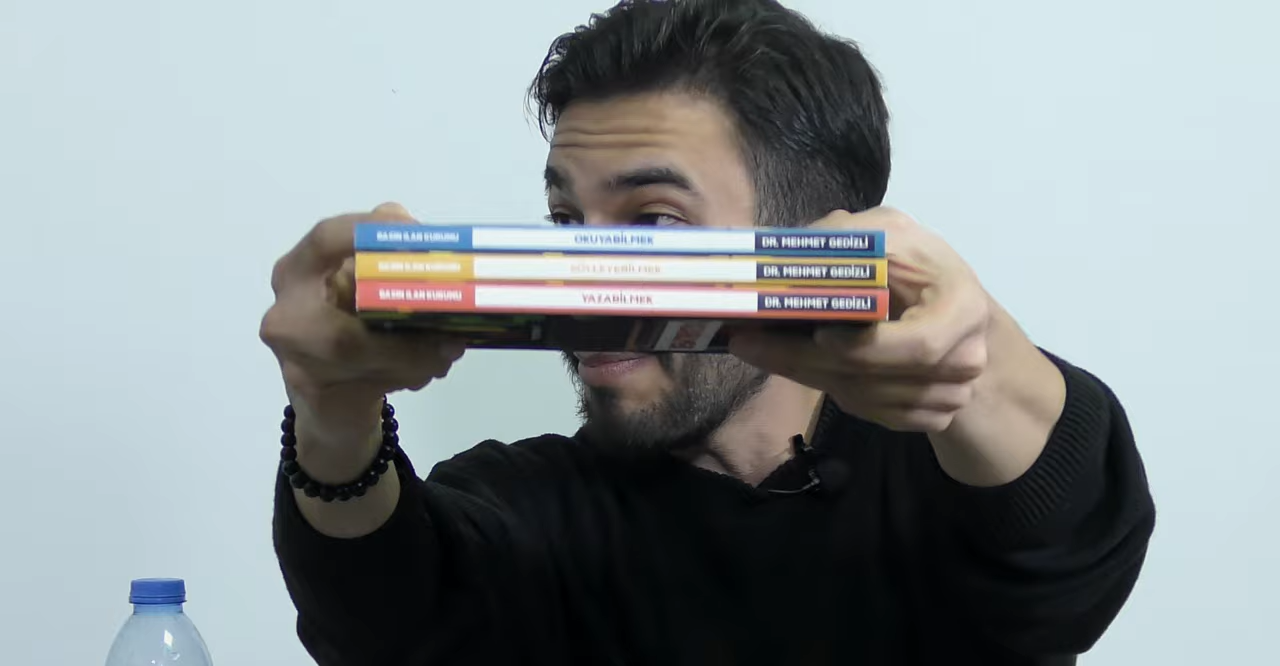 BASIN İLAN KURUMU OKUYABİLMEK DR. MEHMET GEDİZLİ
BASIN İLAN KURUMU SÖYLEYEBİLMEK DR. MEHMET GEDİZLİ
BASIN İLAN KURUMU YAZABİLMEK DR. MEHMET GEDİZLİ